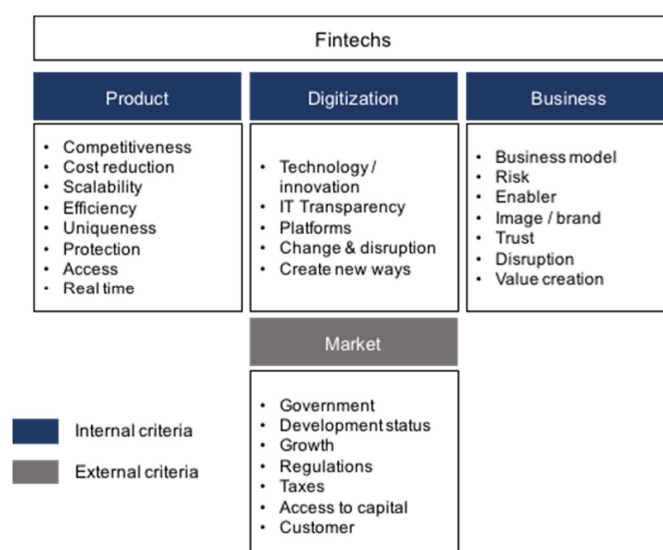 Fintechs
Product
• Competitiveness
• Cost reduction
• Scalability
• Efficiency
• Uniqueness
• Protection
• Access
• Real time
Digitization
• Technology /
innovation
• IT Transparency
• Platforms
• Change & disruption
• Create new ways
Business
• Business model
• Risk
• Enabler
• Image / brand
• Trust
• Disruption
• Value creation
Market
• Government
• Development status
• Growth
• Regulations
• Taxes
• Access to capital
• Customer
Internal criteria
External criteria